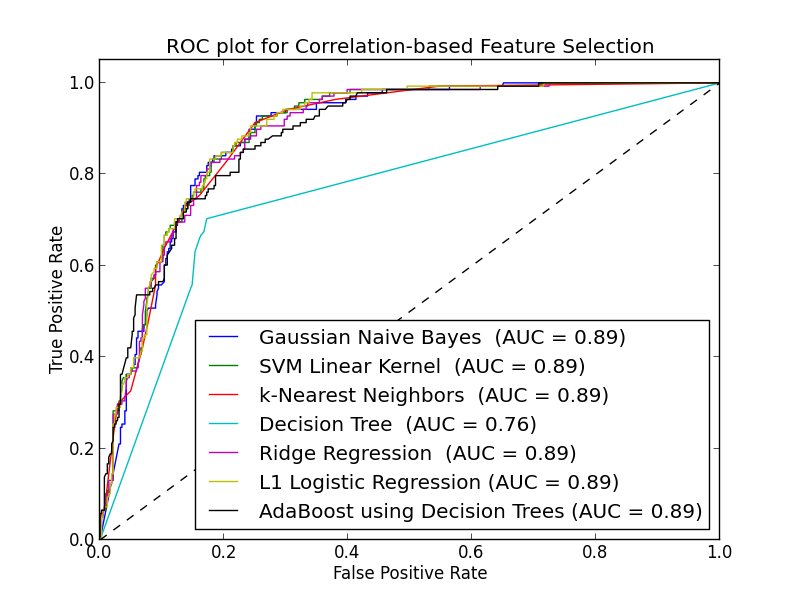 ROC plot for Correlation-based Feature Selection
1.0
0.8
0.6
0.4
0.2
0.0
True Positive Rate
Gaussian Naive Bayes  (AUC = 0.89)
SVM Linear Kernel  (AUC = 0.89)
k-Nearest Neighbors  (AUC = 0.89)
Decision Tree  (AUC = 0.76)
Ridge Regression  (AUC = 0.89)
L1 Logistic Regression (AUC = 0.89)
AdaBoost using Decision Trees (AUC = 0.89)
0.0 0.2 0.4 0.6 0.8 1.0
False Positive Rate